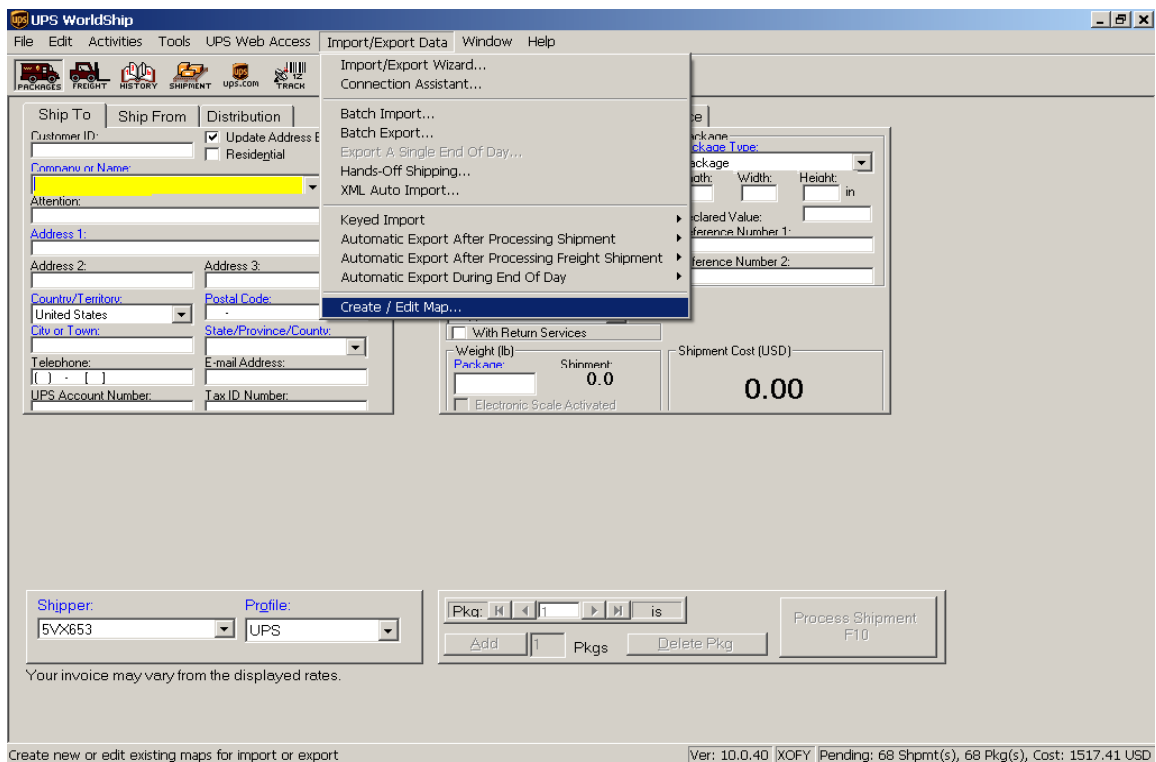 UPS WorldShip
File Edit Activities Tools UPS Web Access Import/Export Data Window Help
PACKAGES FREIGHT HISTORY SHIPMENT ups.com TRACK
Import/Export Wizard...
Connection Assistant...
Batch Import...
Batch Export...
Export A Single End Of Day...
Hands-Off Shipping...
XML Auto Import...
Keyed Import
Automatic Export After Processing Shipment
Automatic Export After Processing Freight Shipment
Automatic Export During End Of Day
Create / Edit Map...
Ship To Ship From Distribution
Customer ID:
Update Address
Residential
Company or Name:
Attention:
Address 1:
Address 2: Address 3:
Country/Territory: Postal Code:
United States -
City or Town: State/Province/County:
Telephone: E-mail Address:
( ) - [ ]
UPS Account Number: Tax ID Number:
Width: Height:
in
Value:
Number 1:
Number 2:
With Return Services
Weight (lb)
Package: Shipment:
0.0
Electronic Scale Activated
Shipment Cost (USD)
0.00
Shipper: Profile:
5VX653 UPS
Pkg: 1 is
Add 1 Pkgs Delete Pkg
Process Shipment
F10
Your invoice may vary from the displayed rates.
Create new or edit existing maps for import or export
Ver: 10.0.40 XOFY Pending: 68 Shpmt(s), 68 Pkg(s), Cost: 1517.41 USD